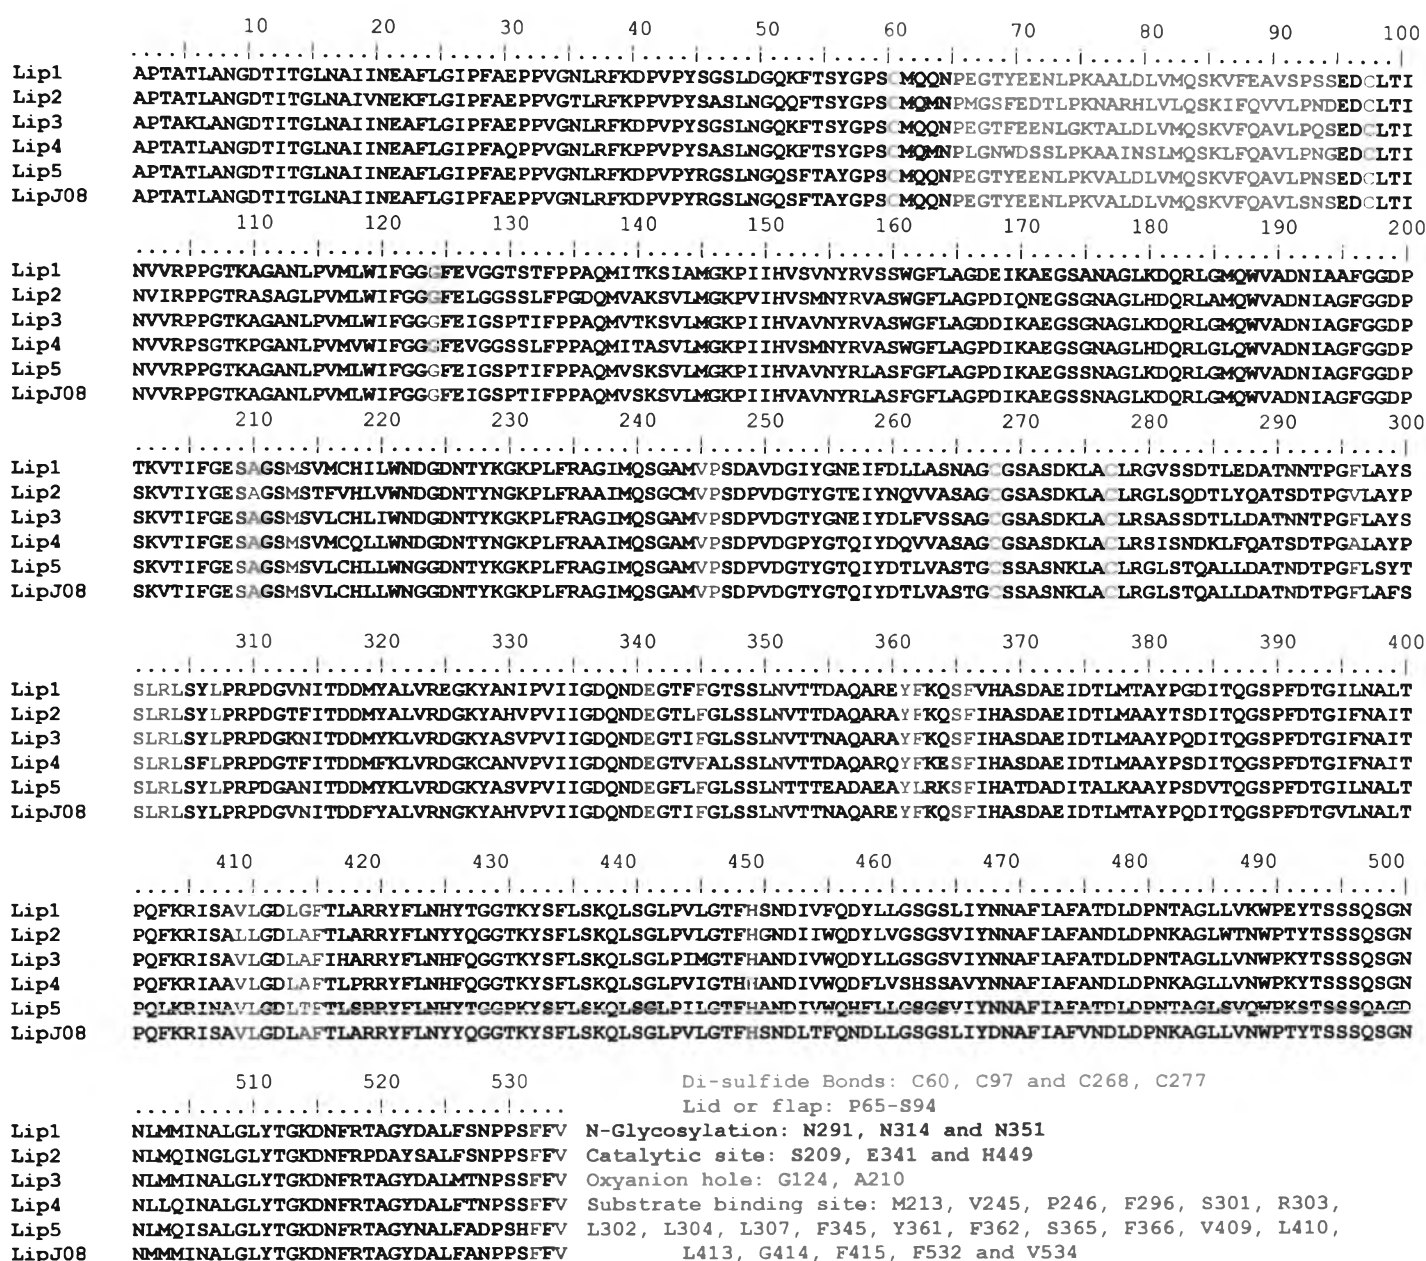 10 20 30 40 50 60 70 80 90 100
Lip1 APTATLANGDTITGLNAIINEAFLGIPFAEPPVGNLRFKDPVPYSGSLDGQKFTSYGPSCMQQNPEGTYEENLPKAALDLVMQSKVFEAVSPSSEDCLTI
Lip2 APTATLANGDTITGLNAIVNEKFLGIPFAEPPVGTLRFKPPVPYSASLNGQQFTSYGPSCMQMNPMGSFEDTLPKNARHLVLQSKIFQVVLPNDEDCLTI
Lip3 APTAKLANGDTITGLNAIINEAFLGIPFAEPPVGNLRFKDPVPYSGSLNGQKFTSYGPSCMQQNPEGTFEENLGKTALDLVMQSKVFQAVLPQSEDCLTI
Lip4 APTATLANGDTITGLNAIINEAFLGIPFAQPPVGNLRFKPPVPYSASLNGQKFTSYGPSCMQMNPLGNWDSSLPKAAINSLMQSKLFQAVLPNGEDCLTI
Lip5 APTATLANGDTITGLNAIINEAFLGIPFAEPPVGNLRFKDPVPYRGSLNGQSFTAYGPSCMQQNPEGTYEENLPKVALDLVMQSKVFQAVLPNSEDCLTI
LipJ08 APTATLANGDTITGLNAIINEAFLGIPFAEPPVGNLRFKDPVPYRGSLNGQSFTAYGPSCMQQNPEGTYEENLPKVALDLVMQSKVFQAVLSNSEDCLTI
110 120 130 140 150 160 170 180 190 200
Lip1 NVVRPPGTKAGANLPVMLWIFGGGFEVGGTSTFPPAQMITKSIAMGKPIIHVSVNYRVSSWGFLAGDEIKAEGSANAGLKDQRLGMQWVADNIAAFGGDP
Lip2 NVIRPPGTRASAGLPVMLWIFGGGFELGGSSLFPGDQMVAKSVLMGKPVIHVSMNYRVASWGFLAGPDIQNEGSGNAGLHDQRLAMQWVADNIAGFGGDP
Lip3 NVVRPPGTKAGANLPVMLWIFGGGFEIGSPTIFPPAQMVTKSVLMGKPIIHVAVNYRVASWGFLAGDDIKAEGSGNAGLKDQRLGMQWVADNIAGFGGDP
Lip4 NVVRPSGTKPGANLPVMVWIFGGGFEVGGSSLFPPAQMITASVLMGKPIIHVSMNYRVASWGFLAGPDIKAEGSGNAGLHDQRLGLQWVADNIAGFGGDP
Lip5 NVVRPPGTKAGANLPVMLWIFGGGFEIGSPTIFPPAQMVSKSVLMGKPIIHVAVNYRLASFGFLAGPDIKAEGSSNAGLKDQRLGMQWVADNIAGFGGDP
LipJ08 NVVRPPGTKAGANLPVMLWIFGGGFEIGSPTIFPPAQMVSKSVLMGKPIIHVAVNYRLASFGFLAGPDIKAEGSSNAGLKDQRLGMQWVADNIAGFGGDP
210 220 230 240 250 260 270 280 290 300
Lip1 TKVTIFGESAGSMSVMCHILWNDGDNTYKGKPLFRAGIMQSGAMVPSDAVDGIYGNEIFDLLASNAGCGSASDKLACLRGVSSDTLEDATNNTPGFLAYS
Lip2 SKVTIYGESAGSMSTFVHLVWNDGDNTYNGKPLFRAAIMQSGCMVPSDPVDGTYGTEIYNQVVASAGCGSASDKLACLRGLSQDTLYQATSDTPGVLAYP
Lip3 SKVTIFGESAGSMSVLCHLIWNDGDNTYKGKPLFRAGIMQSGAMVPSDPVDGTYGNEIYDLFVSSAGCGSASDKLACLRSASSDTLLDATNNTPGFLAYS
Lip4 SKVTIFGESAGSMSVMCQLLWNDGDNTYNGKPLFRAAIMQSGAMVPSDPVDGPYGTQIYDQVVASAGCGSASDKLACLRSISNDKLFQATSDTPGALAYP
Lip5 SKVTIFGESAGSMSVLCHLLWNGGDNTYKGKPLFRAGIMQSGAMVPSDPVDGTYGTQIYDTLVASTGCSSASNKLACLRGLSTQALLDATNDTPGFLSYT
LipJ08 SKVTIFGESAGSMSVLCHLLWNGGDNTYKGKPLFRAGIMQSGAMVPSDPVDGTYGTQIYDTLVASTGCSSASNKLACLRGLSTQALLDATNDTPGFLAFS
310 320 330 340 350 360 370 380 390 400
Lip1 SLRLSYLPRPDGVNITDDMYALVREGKYANIPVIIGDQNDEGTFFGTSSLNVTTDAQAREYFKQSFVHASDAEIDTLMTAYPGDITQGSPFDTGILNALT
Lip2 SLRLSYLPRPDGTFITDDMYALVRDGKYAHVPVIIGDQNDEGTLFGLSSLNVTTDAQARAYFKQSFIHASDAEIDTLMAAYTSDITQGSPFDTGIFNAIT
Lip3 SLRLSYLPRPDGKNITDDMYKLVRDGKYASVPVIIGDQNDEGTIFGLSSLNVTTNAQARAYFKQSFIHASDAEIDTLMAAYPQDITQGSPFDTGIFNAIT
Lip4 SLRLSFLPRPDGTFITDDMFKLVRDGKCANVPVIIGDQNDEGTVFALSSLNVTTDAQARQYFKESFIHASDAEIDTLMAAYPSDITQGSPFDTGIFNAIT
Lip5 SLRLSYLPRPDGANITDDMYKLVRDGKYASVPVIIGDQNDEGFLFGLSSLNTTTEADAEAYLRKSFIHATDADITALKAAYPSDVTQGSPFDTGILNALT
LipJ08 SLRLSYLPRPDGVNITDDFYALVRNGKYAHVPVIIGDQNDEGTIFGLSSLNVTTNAQAREYFKQSFIHASDAEIDTLMTAYPQDITQGSPFDTGVLNALT
410 420 430 440 450 460 470 480 490 500
Lip1 PQFKRISAVLGDLGFTLARRYFLNHYTGGTKYSFLSKQLSGLPVLGTFHSNDIVFQDYLLGSGSLIYNNAFIAFATDLDPNTAGLLVKWPEYTSSSQSGN
Lip2 PQFKRISALLGDLAFTLARRYFLNYYQGGTKYSFLSKQLSGLPVLGTFHGNDIIWQDYLVGSGSVIYNNAFIAFANDLDPNKAGLWTNWPTYTSSSQSGN
Lip3 PQFKRISAVLGDLAFIHARRYFLNHFQGGTKYSFLSKQLSGLPIMGTFHANDIVWQDYLLGSGSVIYNNAFIAFATDLDPNTAGLLVNWPKYTSSSQSGN
Lip4 PQFKRIAAVLGDLAFTLPRRYFLNHFQGGTKYSFLSKQLSGLPVIGTHHANDIVWQDFLVSHSSAVYNNAFIAFANDLDPNKAGLLVNWPKYTSSSQSGN
Lip5 PQLKRINAVLGDLTFTLSRRYFLNHYTGGPKYSFLSKQLSGLPILGTFHANDIVWQHFLLGSGSVIYNNAFIAFATDLDPNTAGLSVQWPKSTSSSQAGD
LipJ08 PQFKRISAVLGDLAFTLARRYFLNYYQGGTKYSFLSKQLSGLPVLGTFHSNDLTFQNDLLGSGSLIYNNAFIAFVNDLDPNKAGLLVNWPTYTSSSQSGN
510 520 530
Di-sulfide Bonds: C60, C97 and C268, C277
Lid or flap: P65-S94
Lip1 NLMMINALGLYTGKDNFRTAGYDALFSNPPSFFV N-Glycosylation: N291, N314 and N351
Lip2 NLMQINGLGLYTGKDNFRPDAYSALFSNPPSFFV Catalytic site: S209, E341 and H449
Lip3 NLMMINALGLYTGKDNFRTAGYDALMTNPSSFFV Oxyanion hole: G124, A210
Lip4 NLLQINALGLYTGKDNFRTAGYDALFTNPSSFFV Substrate binding site: M213, V245, P246, F296, S301, R303,
Lip5 NLMQISALGLYTGKDNFRTAGYNALFADPSHFFV L302, L304, L307, F345, Y361, F362, S365, F366, V409, L410,
LipJ08 NMMMINALGLYTGKDNFRTAGYDALFANPPSFFV L413, G414, F415, F532 and V534